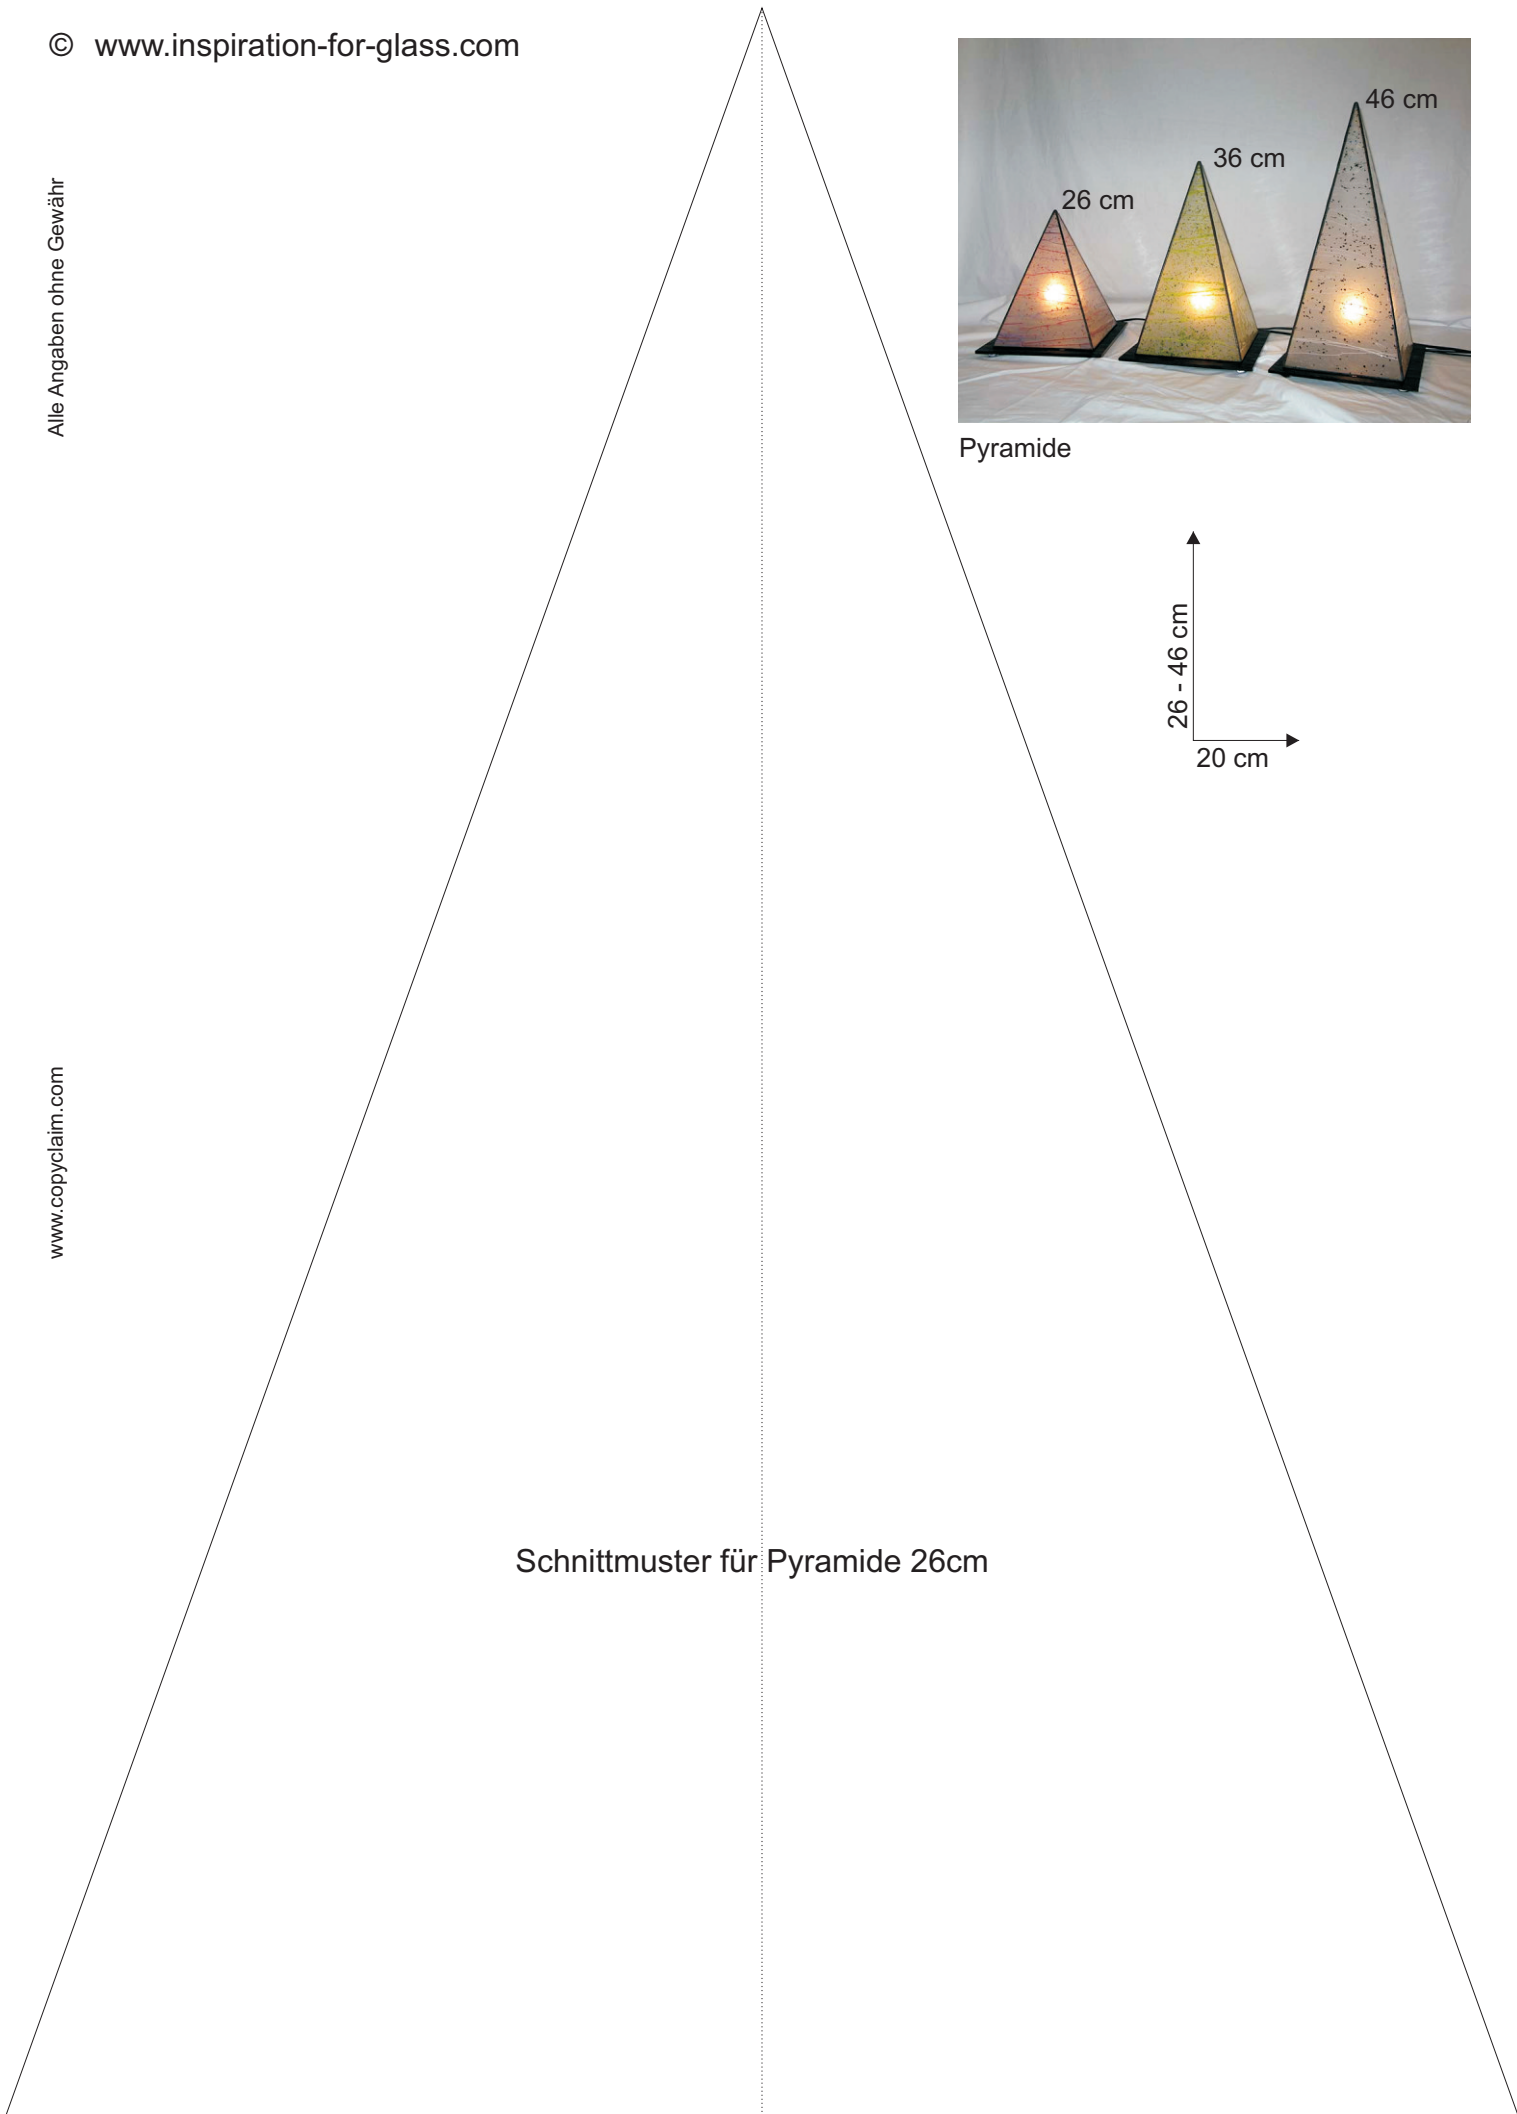 © www.inspiration-for-glass.com
Alle Angaben ohne Gewähr
46 cm
36 cm
26 cm
Pyramide
26 - 46 cm
20 cm
www.copyclaim.com
Schnittmuster für Pyramide 26cm